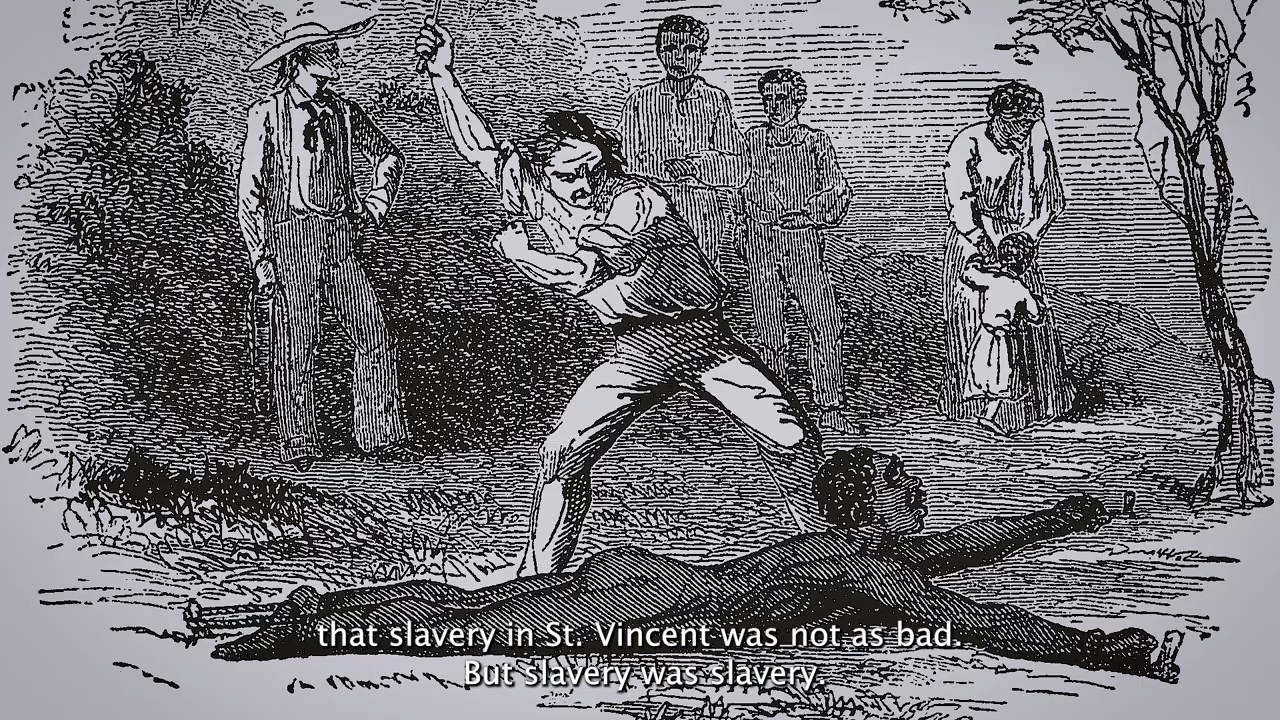 that slavery in St. Vincent was not as bad.
But slavery was slavery